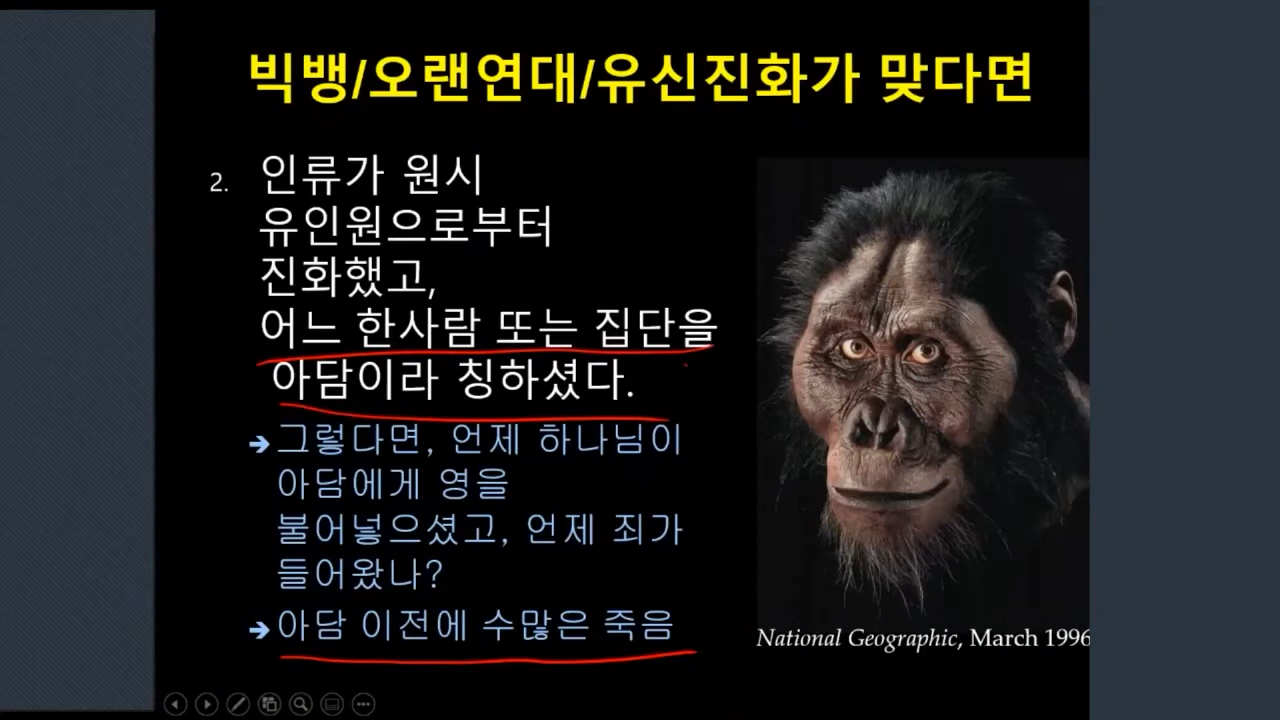 빅뱅/오랜연대/유신진화가 맞다면
2. 인류가 원시
유인원으로부터
진화했고,
어느 한사람 또는 집단을
아담이라 칭하셨다.
➔그렇다면, 언제 하나님이
아담에게 영을
불어넣으셨고, 언제 죄가
들어왔나?
➔아담 이전에 수많은 죽음
National Geographic, March 1996